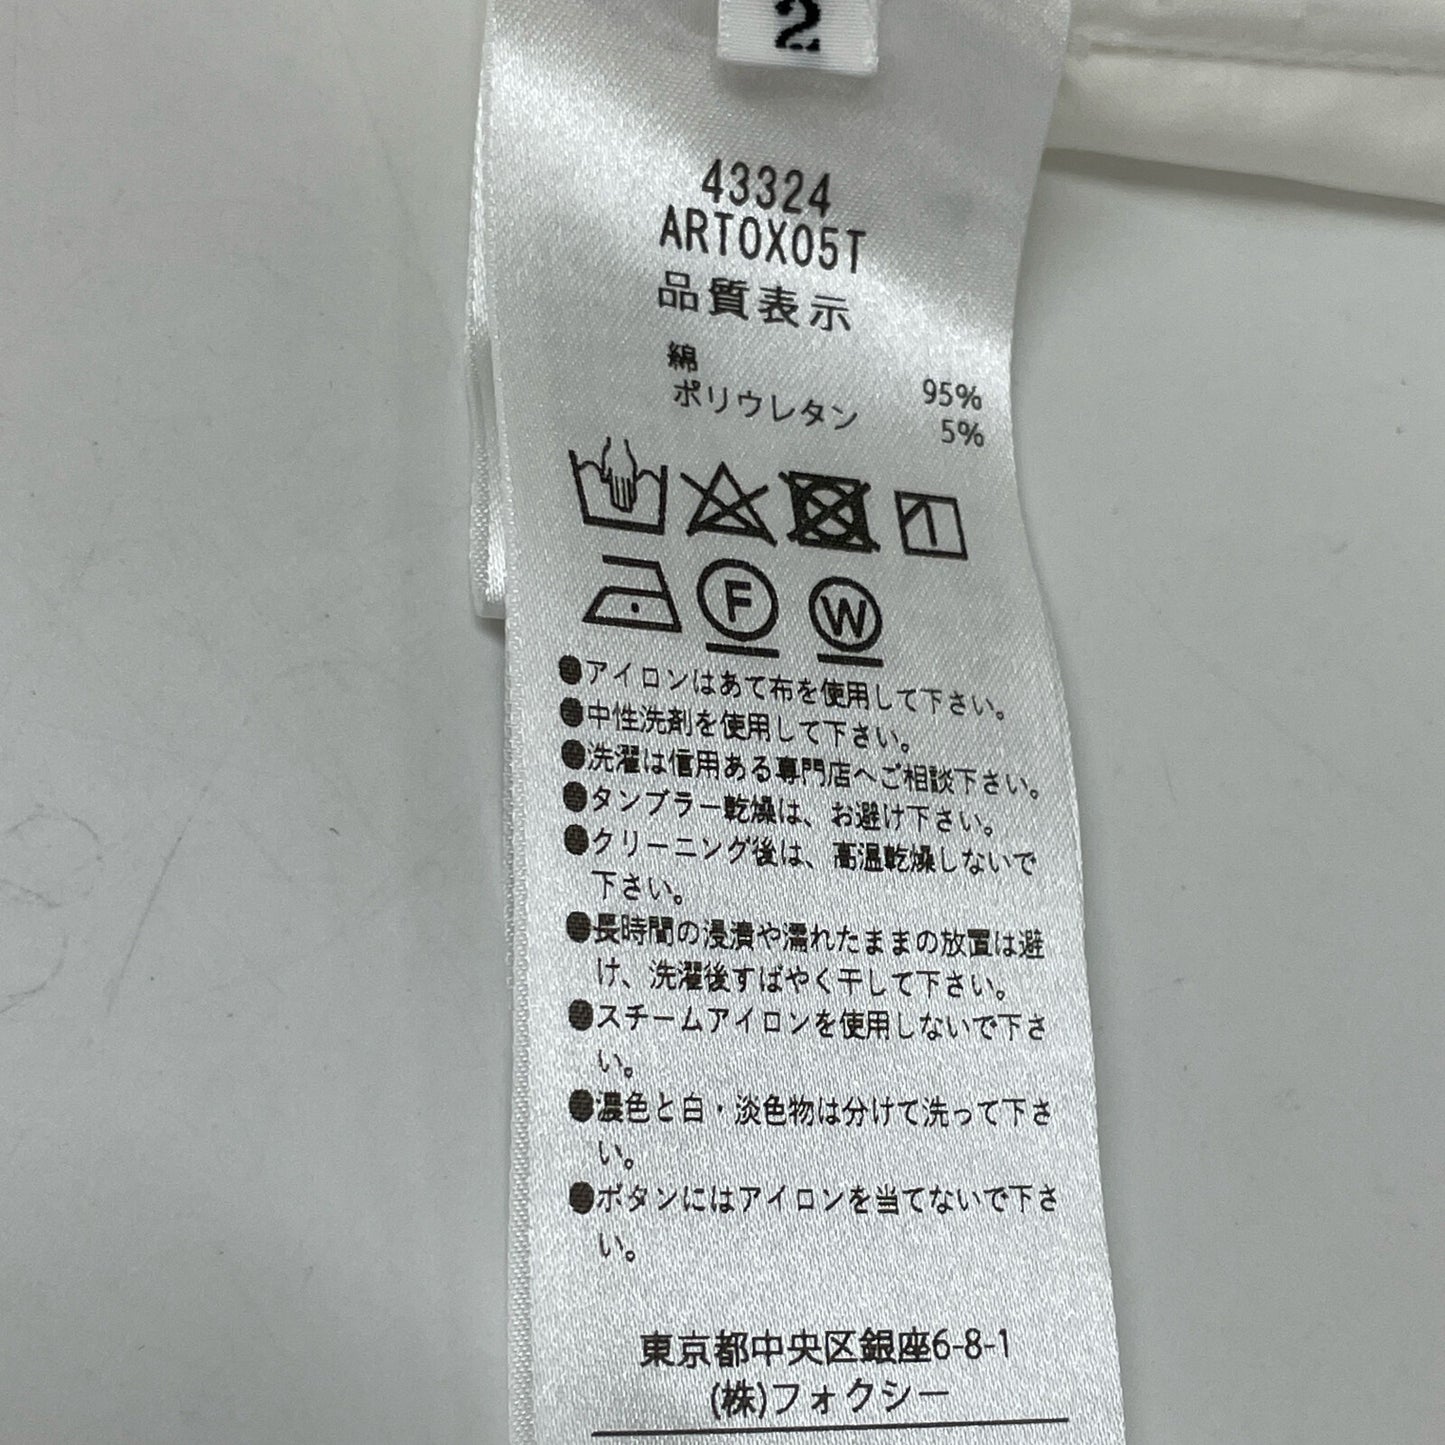 2
43324
ARTOX05T
品質表示
綿 95%
ポリウレタン 5%
F W
●アイロンはあて布を使用して下さい。
●中性洗剤を使用して下さい。
●洗濯は信用ある専門店へご相談下さい。
●タンブラー乾燥は、お避け下さい。
●クリーニング後は、高温乾燥しないで
下さい。
●長時間の浸漬や濡れたままの放置は避
け、洗濯後すばやく干して下さい。
●スチームアイロンを使用しないで下さ
い。
●濃色と白・淡色物は分けて洗って下さ
い。
●ボタンにはアイロンを当てないで下さ
い。
東京都中央区銀座6-8-1
(株)フォクシー